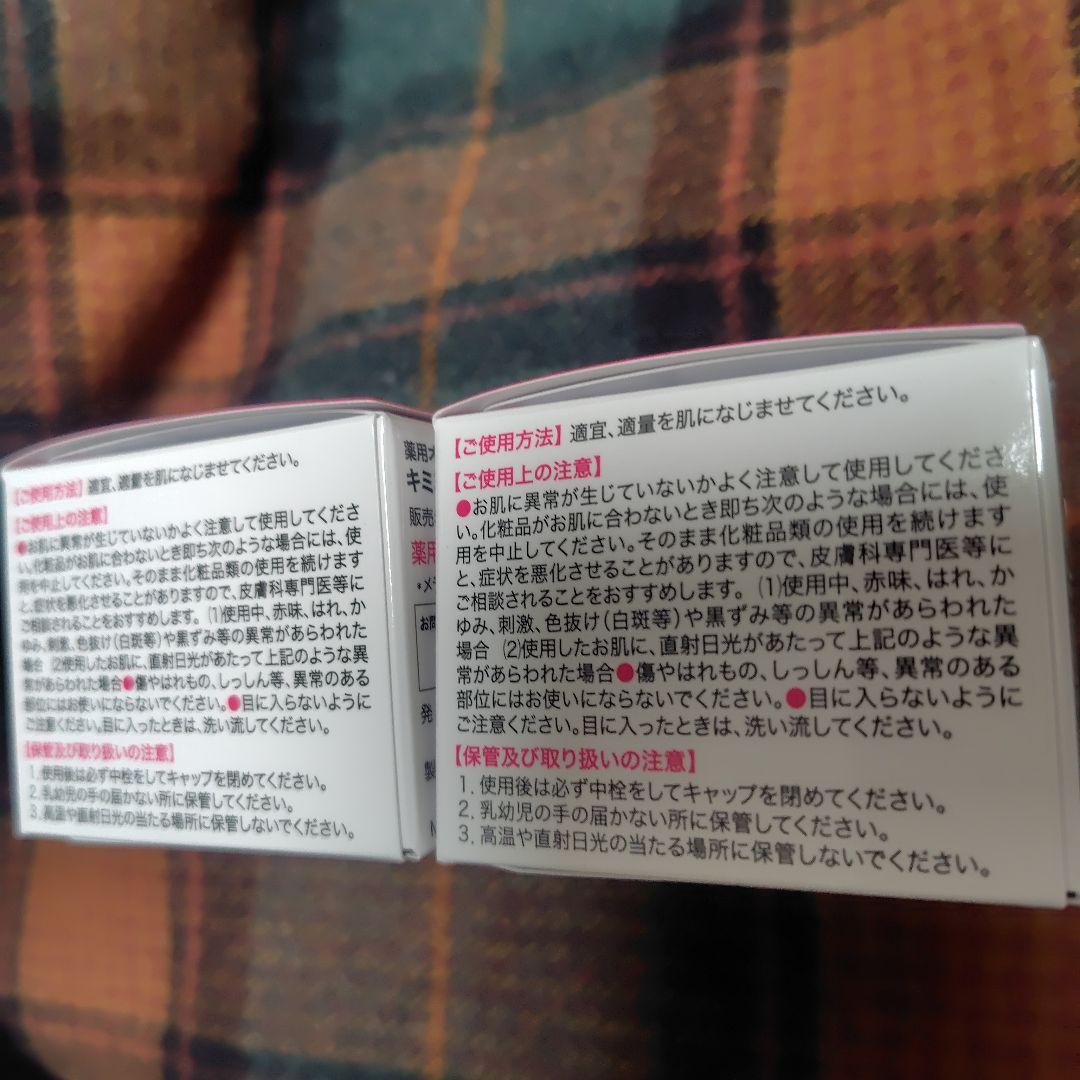 【ご使用方法】適宜、適量を肌になじませてください。
【ご使用上の注意】
●お肌に異常が生じていないかよく注意して使用してくださ
い。化粧品がお肌に合わないとき即ち次のような場合には、使
用を中止してください。そのまま化粧品類の使用を続けます
と、症状を悪化させることがありますので、皮膚科専門医等に
ご相談されることをおすすめします。(1)使用中、赤味、はれ、か
ゆみ、刺激、色抜け(白斑等)や黒ずみ等の異常があらわれた
場合 (2)使用したお肌に、直射日光があたって上記のような異
常があらわれた場合●傷やはれもの、しっしん等、異常のある
部位にはお使いにならないでください。●目に入らないように
ご注意ください。目に入ったときは、洗い流してください。
【保管及び取り扱いの注意】
1. 使用後は必ず中栓をしてキャップを閉めてください。
2. 乳幼児の手の届かない所に保管してください。
3. 高温や直射日光の当たる場所に保管しないでください。
薬用
キミ
販売
薬用
*メ
お問
発
製
【ご使用方法】適宜、適量を肌になじませてください。
【ご使用上の注意】
●お肌に異常が生じていないかよく注意して使用してくださ
い。化粧品がお肌に合わないとき即ち次のような場合には、使
用を中止してください。そのまま化粧品類の使用を続けます
と、症状を悪化させることがありますので、皮膚科専門医等に
ご相談されることをおすすめします。(1)使用中、赤味、はれ、か
ゆみ、刺激、色抜け(白斑等)や黒ずみ等の異常があらわれた
場合 (2)使用したお肌に、直射日光があたって上記のような異
常があらわれた場合●傷やはれもの、しっしん等、異常のある
部位にはお使いにならないでください。●目に入らないように
ご注意ください。目に入ったときは、洗い流してください。
【保管及び取り扱いの注意】
1. 使用後は必ず中栓をしてキャップを閉めてください。
2. 乳幼児の手の届かない所に保管してください。
3. 高温や直射日光の当たる場所に保管しないでください。